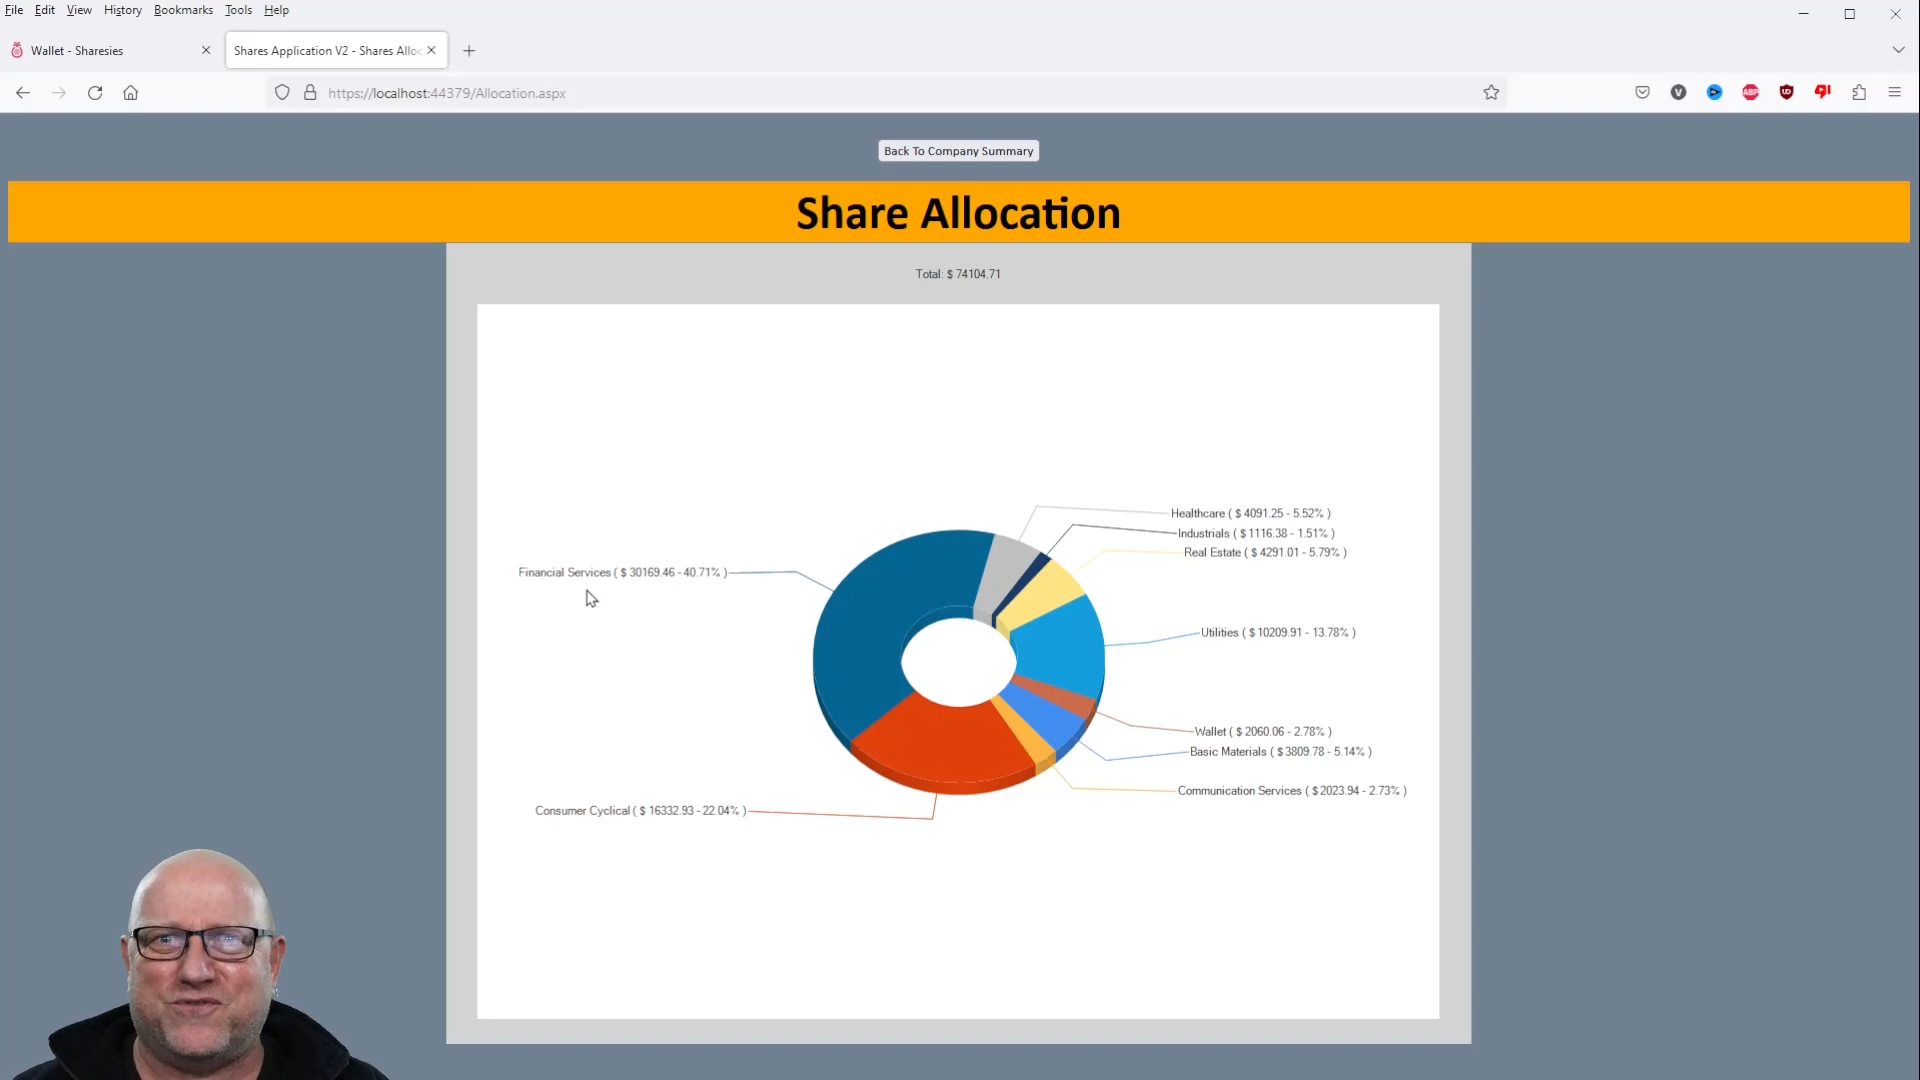 File Edit View History Bookmarks Tools Help
Wallet - Sharesies
Shares Application V2 - Shares Alloc
https://localhost:44379/Allocation.aspx
V
ABP
Back To Company Summary
Share Allocation
Total: $ 74104.71
Healthcare ( $ 4091.25 - 5.52% )
Industrials ( $ 1116.38 - 1.51% )
Real Estate ( $ 4291.01 - 5.79% )
Financial Services ( $ 30169.46 - 40.71% )
Utilities ( $ 10209.91 - 13.78% )
Wallet ( $ 2060.06 - 2.78% )
Basic Materials ( $ 3809.78 - 5.14% )
Communication Services ( $ 2023.94 - 2.73% )
Consumer Cyclical ( $ 16332.93 - 22.04% )